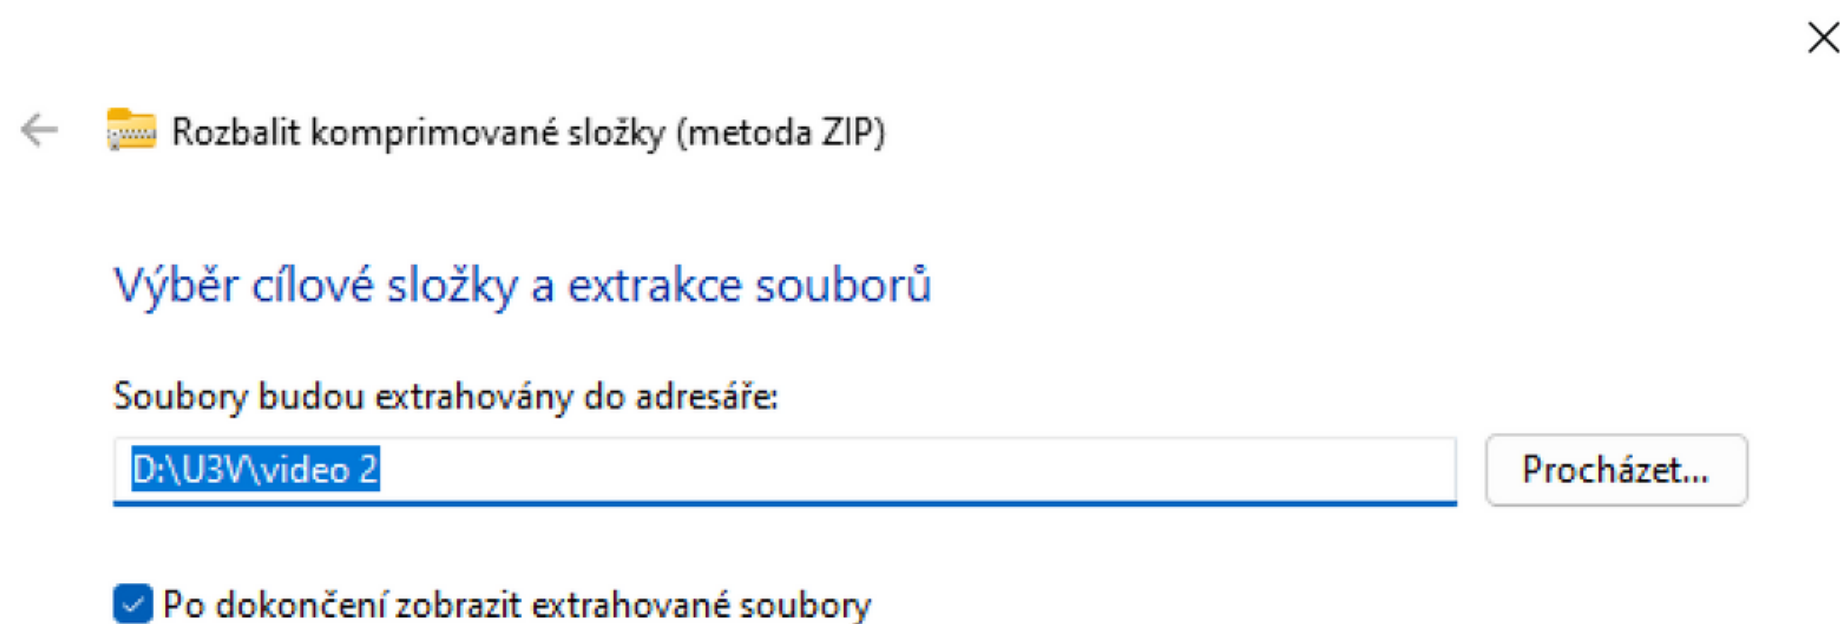 Rozbalit komprimované složky (metoda ZIP)
Výběr cílové složky a extrakce souborů
Soubory budou extrahovány do adresáře:
D:\U3V\video 2
Procházet...
Po dokončení zobrazit extrahované soubory